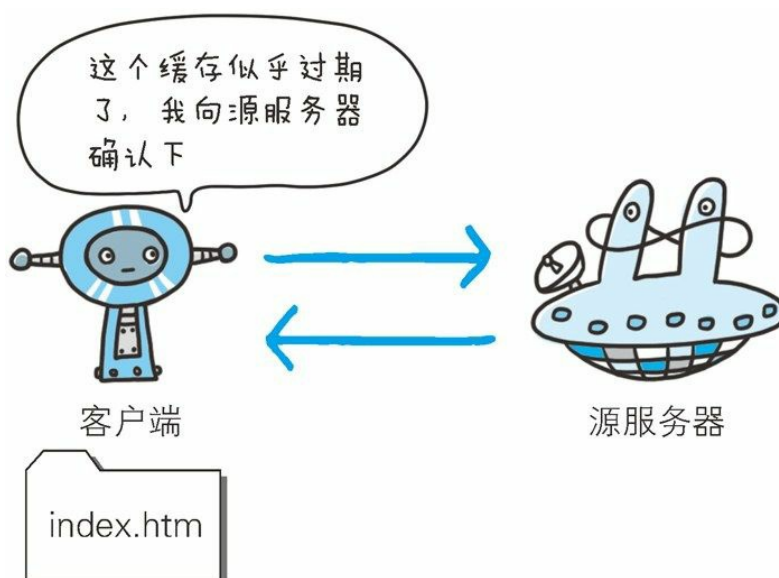 这个缓存似乎过期
了，我向源服务器
确认下
客户端
源服务器
index.htm